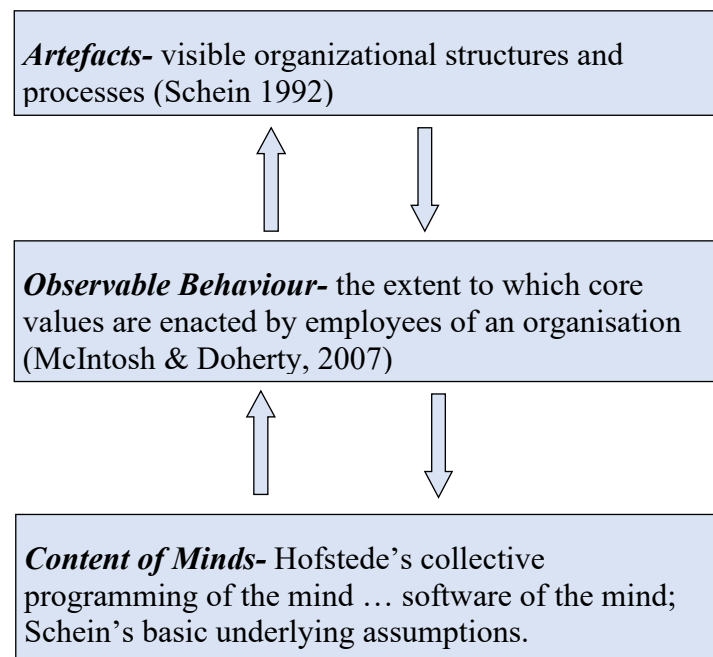 Artefacts- visible organizational structures and
processes (Schein 1992)
Observable Behaviour- the extent to which core
values are enacted by employees of an organisation
(McIntosh & Doherty, 2007)
Content of Minds- Hofstede’s collective
programming of the mind … software of the mind;
Schein’s basic underlying assumptions.